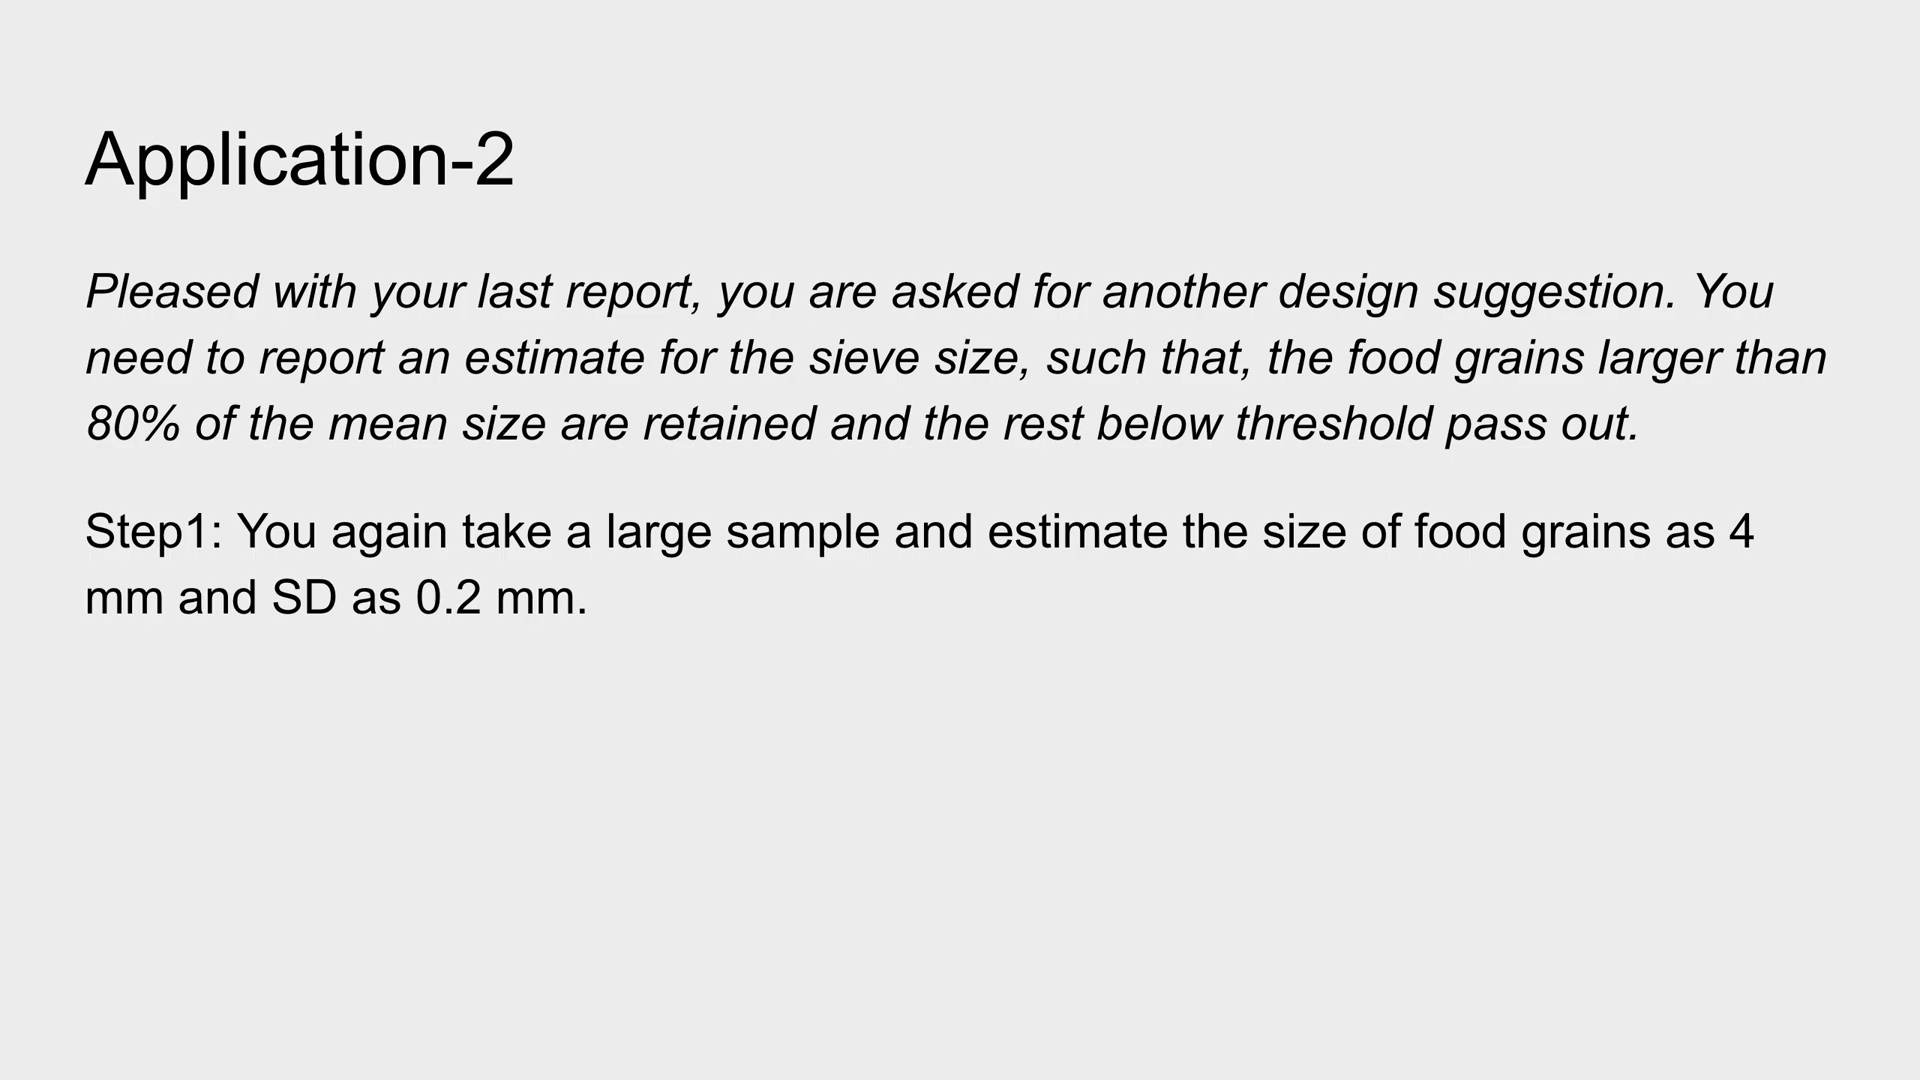 Application-2
Pleased with your last report, you are asked for another design suggestion. You
need to report an estimate for the sieve size, such that, the food grains larger than
80% of the mean size are retained and the rest below threshold pass out.
Step1: You again take a large sample and estimate the size of food grains as 4
mm and SD as 0.2 mm.